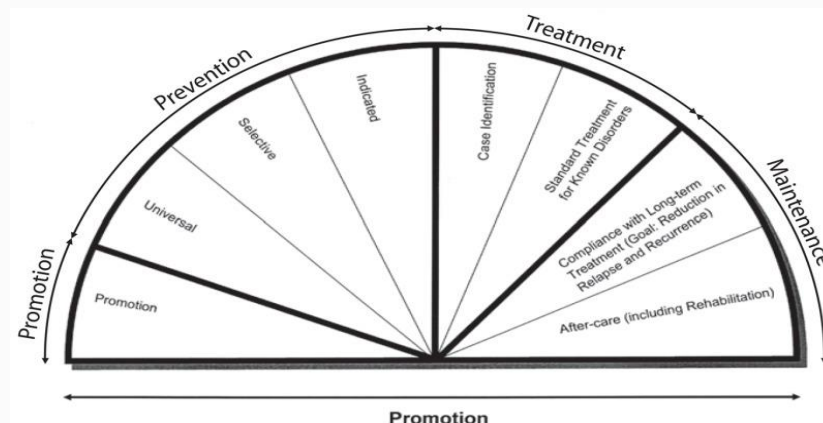 Promotion
Prevention
Treatment
Maintenance
Promotion
Universal
Selective
Indicated
Case Identification
Standard Treatment
for Known Disorders
Compliance with Long-term
Treatment (Goal: Reduction in
Relapse and Recurrence)
After-care (including Rehabilitation)
Promotion